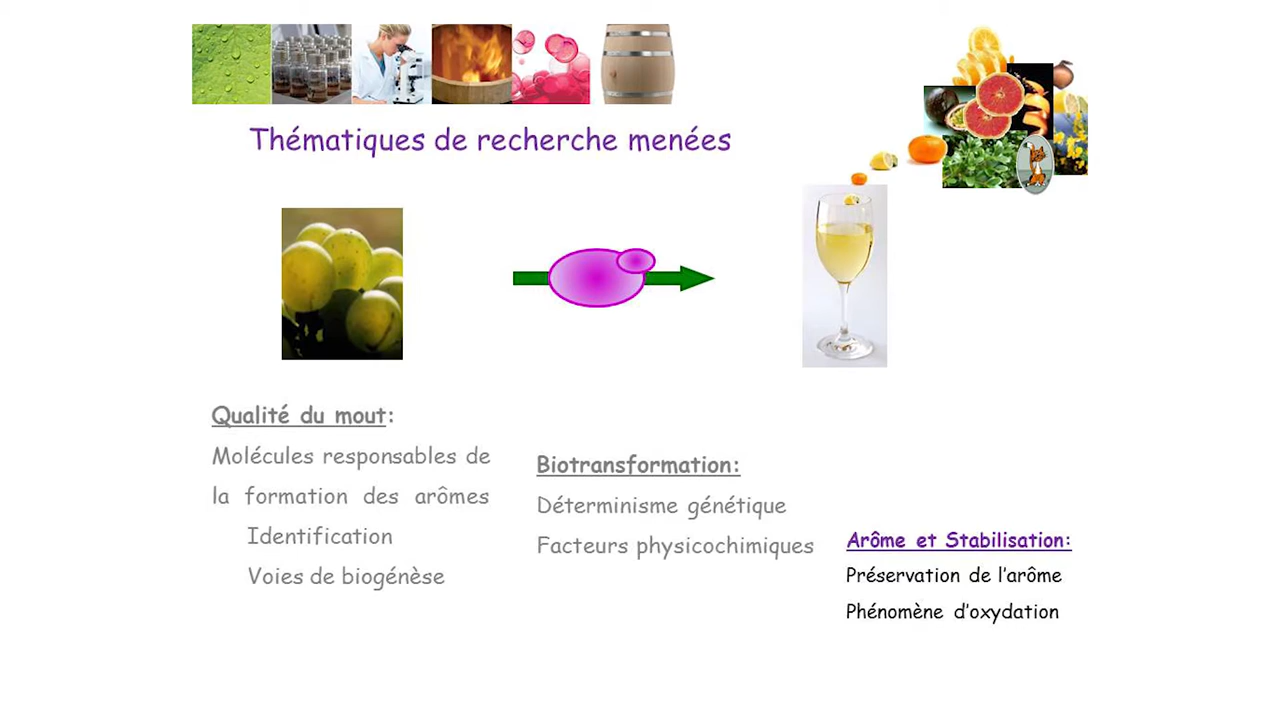 Thématiques de recherche menées
Qualité du mout:
Molécules responsables de
la formation des arômes
Identification
Voies de biogénèse
Biotransformation:
Déterminisme génétique
Facteurs physicochimiques
Arôme et Stabilisation:
Préservation de l'arôme
Phénomène d'oxydation